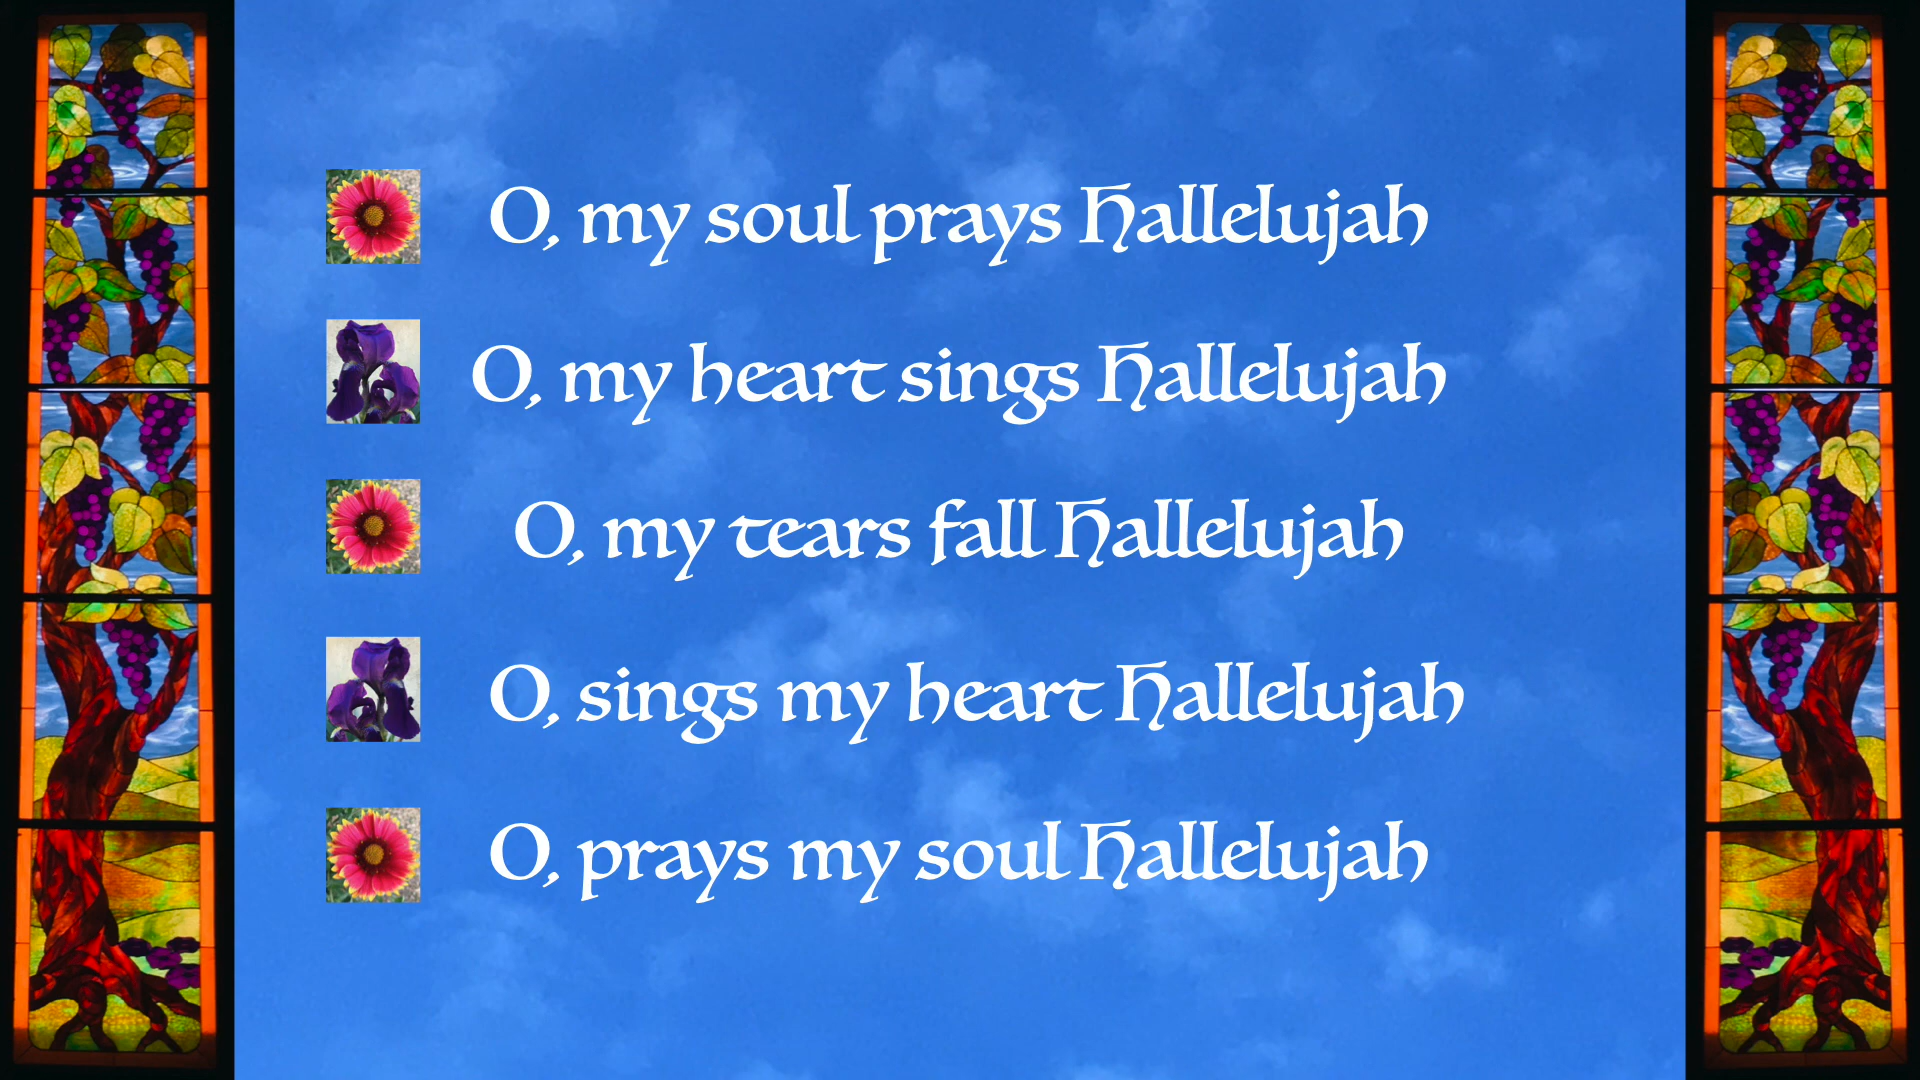 O, my soul prays Hallelujah
O, my heart sings Hallelujah
O, my tears fall Hallelujah
O, sings my heart Hallelujah
O, prays my soul Hallelujah